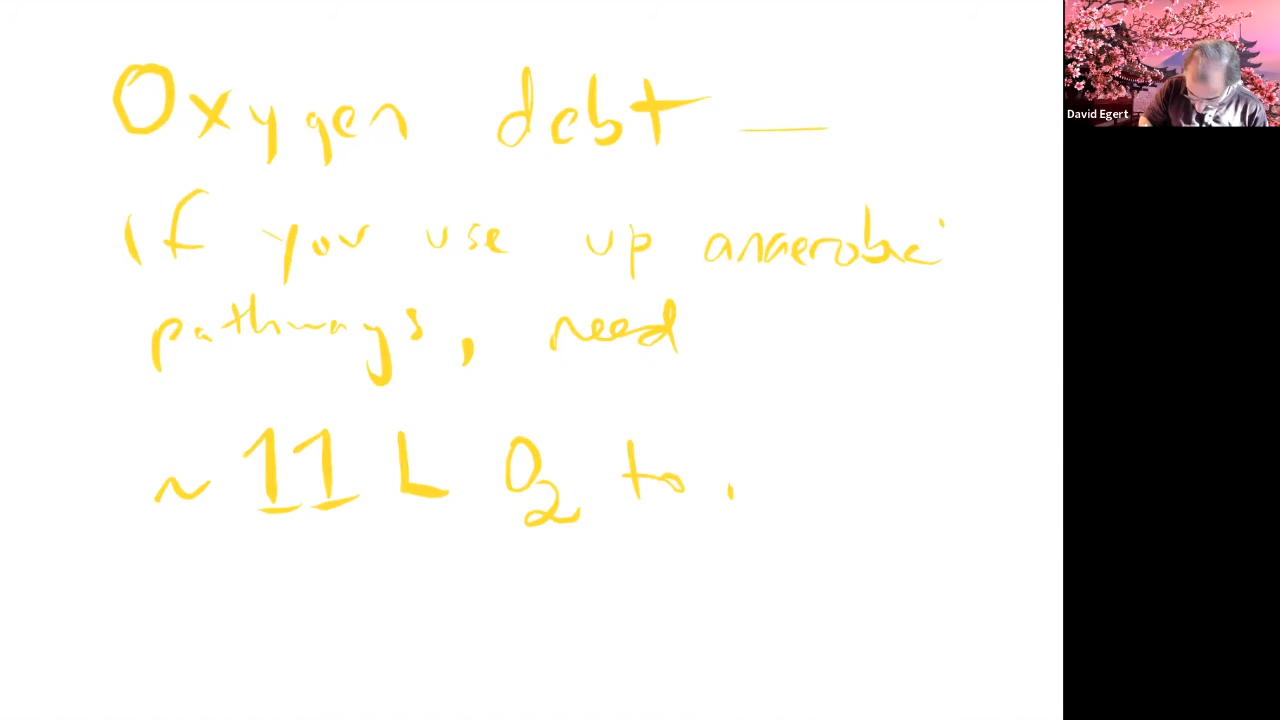 Oxygen debt —
If you use up anaerobic
pathways, need
~ 11 L O2 to
David Egert